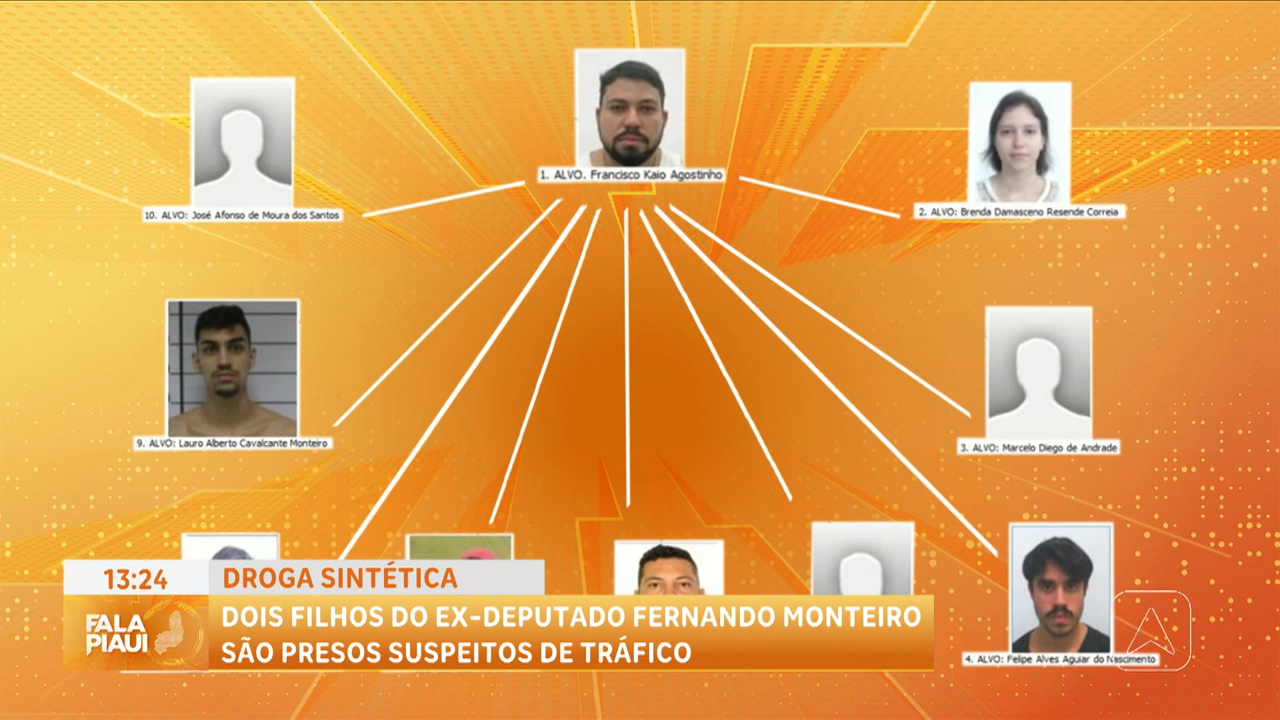 1. ALVO. Francisco Kaio Agostinho
10. ALVO: José Afonso de Moura dos Santos
2. ALVO: Brenda Damasceno Resende Correia
9. ALVO: Lauro Alberto Cavalcante Monteiro
3. ALVO: Marcelo Diego de Andrade
4. ALVO: Felipe Alves Aguiar do Nascimento
13:24
DROGA SINTÉTICA
FALA
PIAUÍ
DOIS FILHOS DO EX-DEPUTADO FERNANDO MONTEIRO
SÃO PRESOS SUSPEITOS DE TRÁFICO